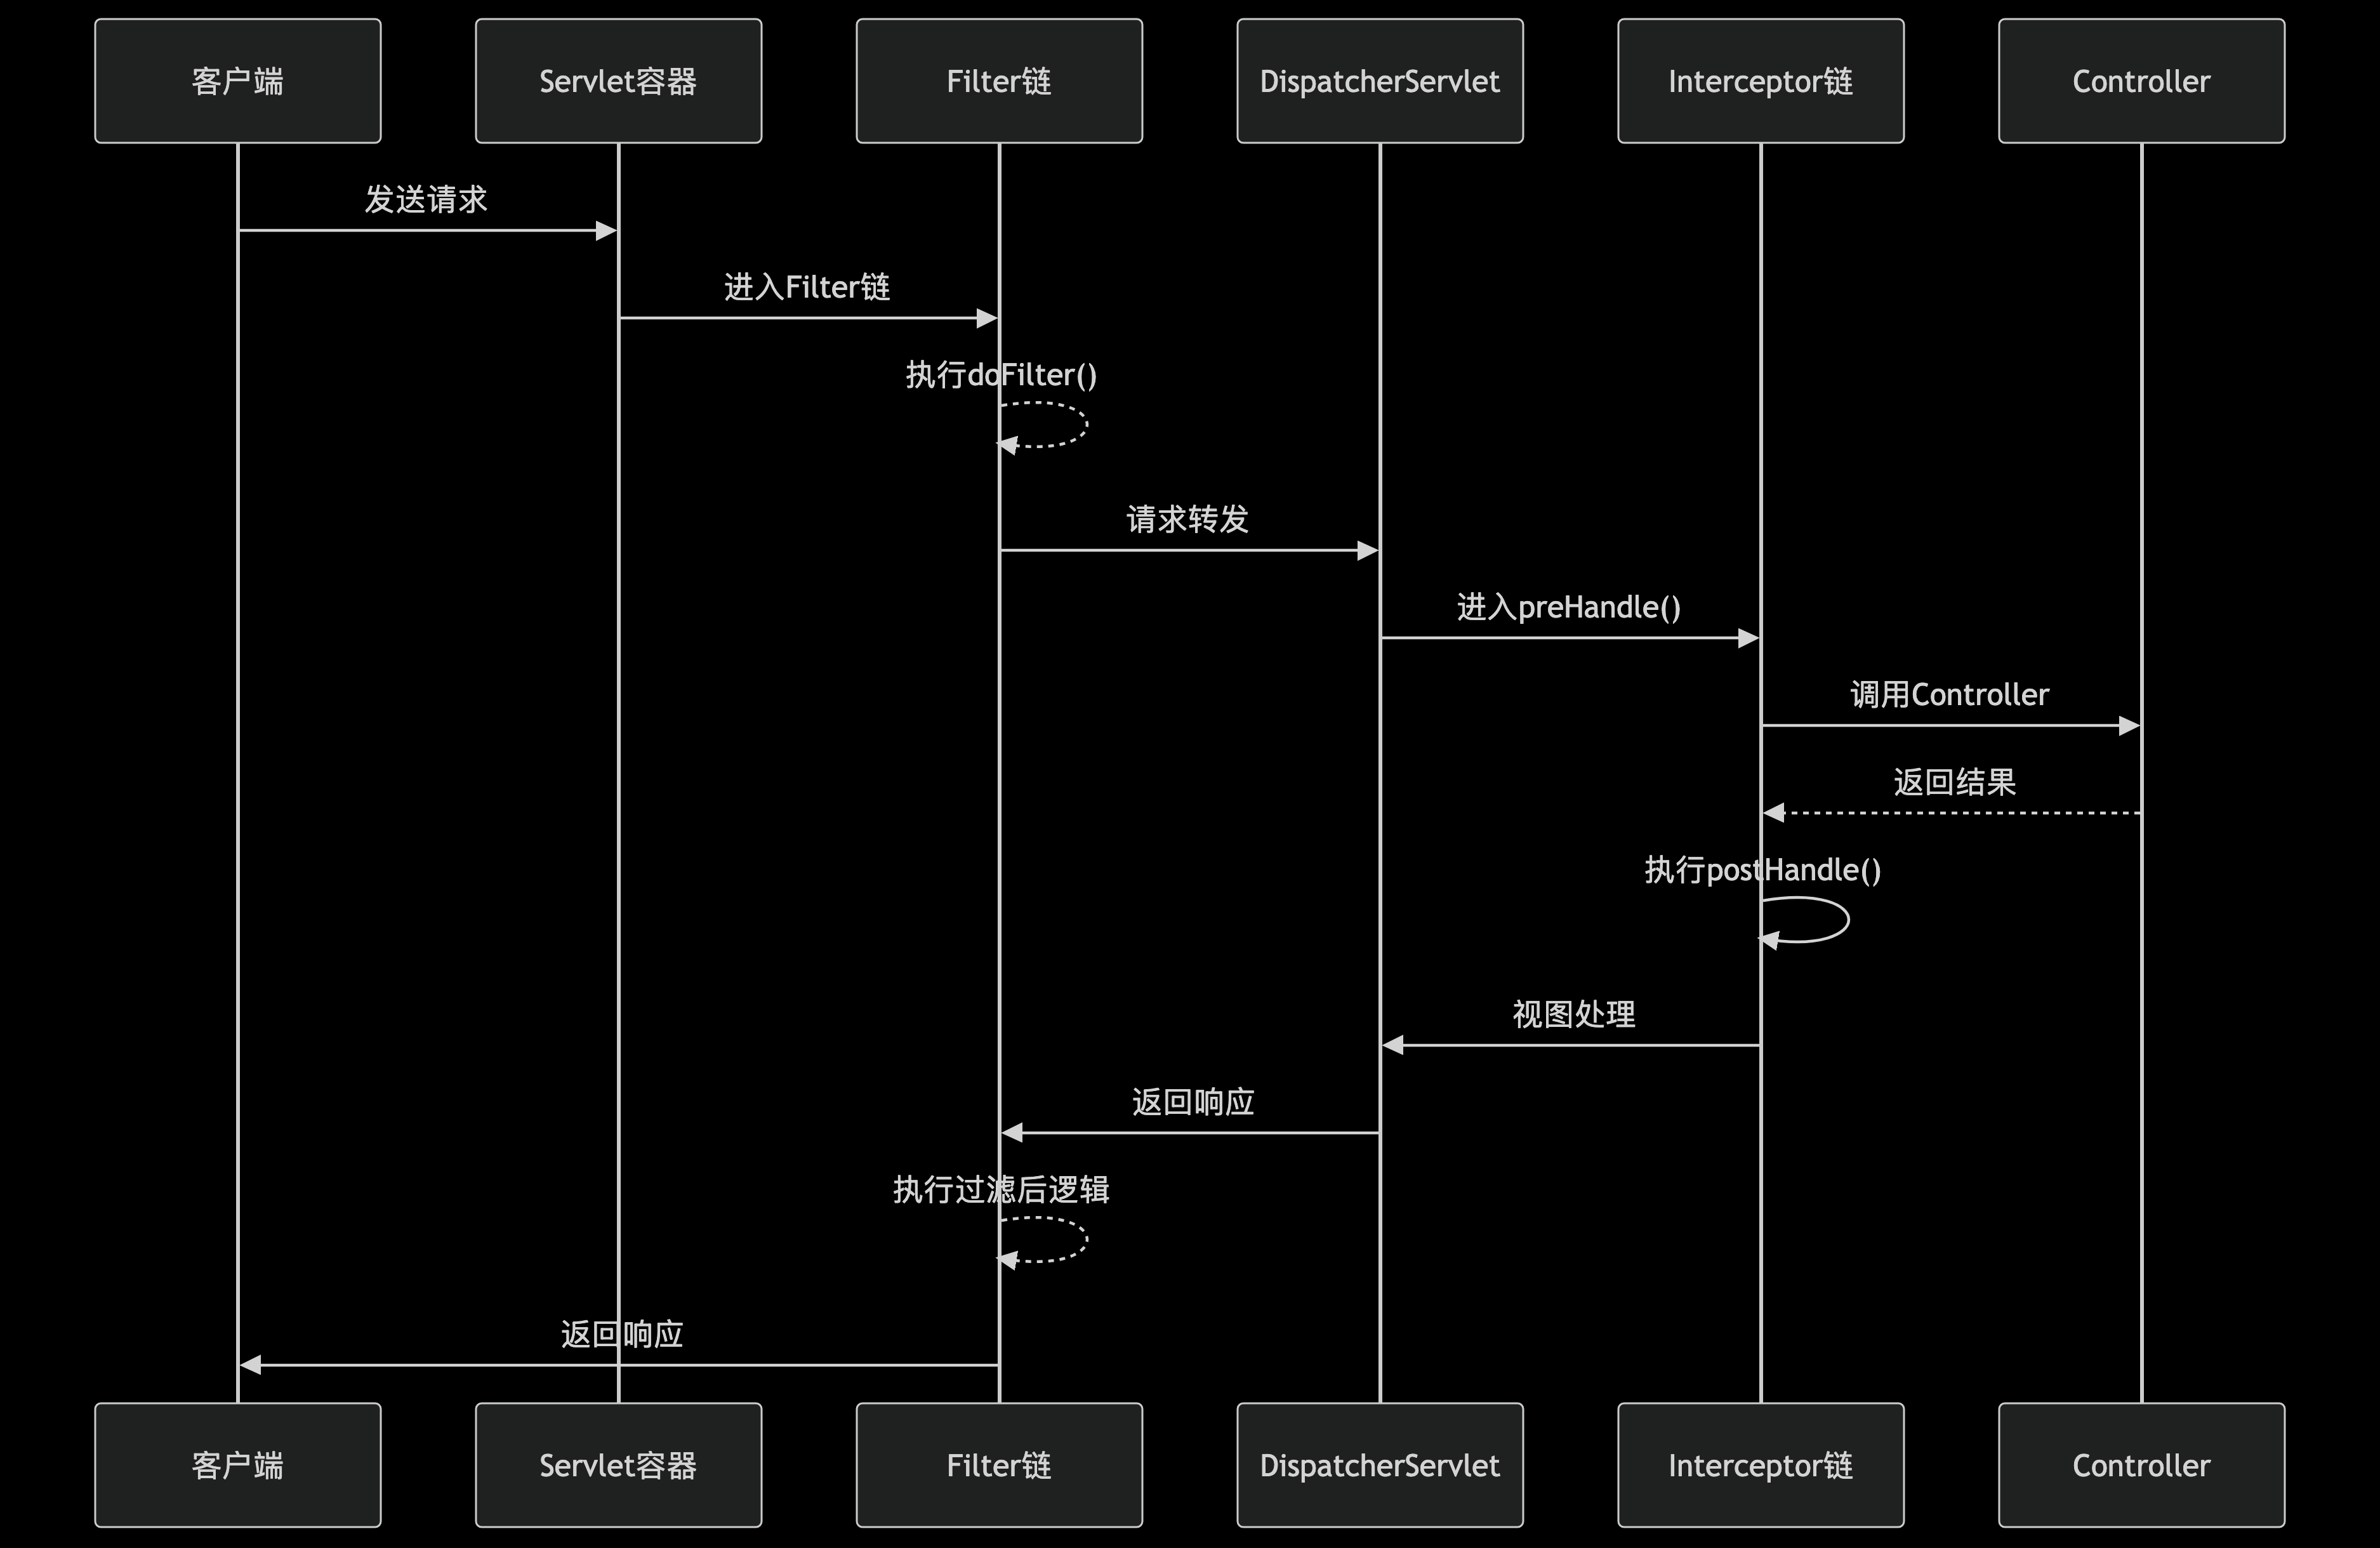 客户端
Servlet容器
Filter链
DispatcherServlet
Interceptor链
Controller
发送请求
进入Filter链
执行doFilter()
请求转发
进入preHandle()
调用Controller
返回结果
执行postHandle()
视图处理
返回响应
执行过滤后逻辑
返回响应
客户端
Servlet容器
Filter链
DispatcherServlet
Interceptor链
Controller